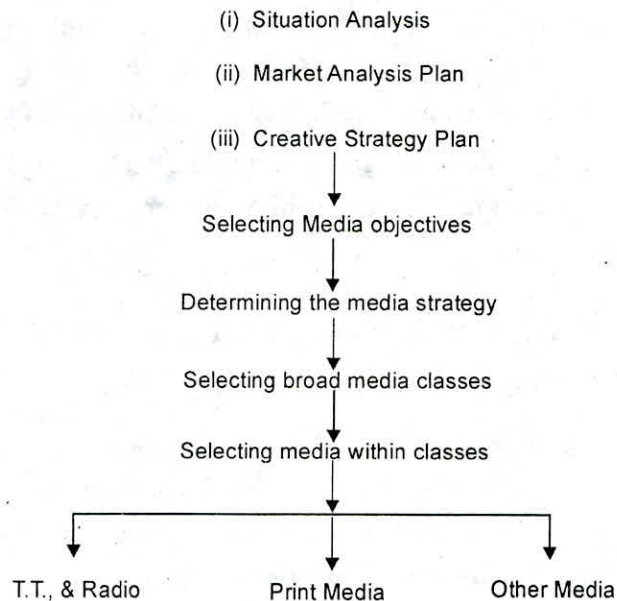 (i) Situation Analysis
(ii) Market Analysis Plan
(iii) Creative Strategy Plan
Selecting Media objectives
Determining the media strategy
Selecting broad media classes
Selecting media within classes
T.T., & Radio Print Media Other Media